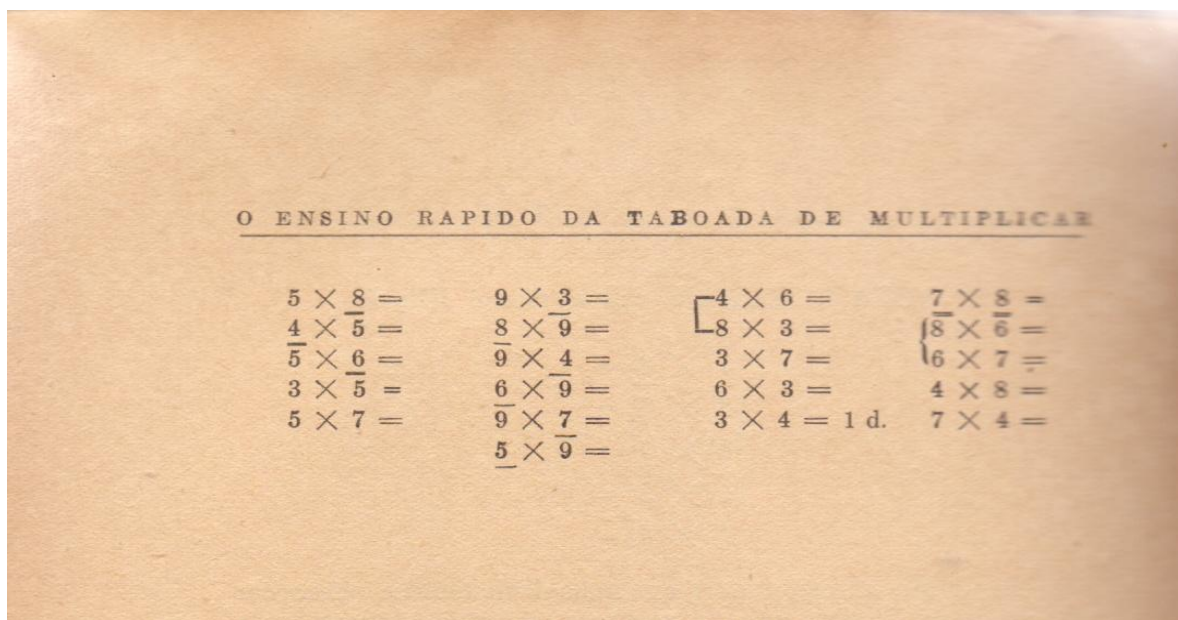 O ENSINO RAPIDO DA TABOADA DE MULTIPLICAR
5 × 8 = 9 × 3 = 4 × 6 = 7 × 8 =
4 × 5 = 8 × 9 = 8 × 3 = 8 × 6 =
5 × 6 = 9 × 4 = 3 × 7 = 6 × 7 =
3 × 5 = 6 × 9 = 6 × 3 = 4 × 8 =
5 × 7 = 9 × 7 = 3 × 4 = 1 d. 7 × 4 =
5 × 9 =